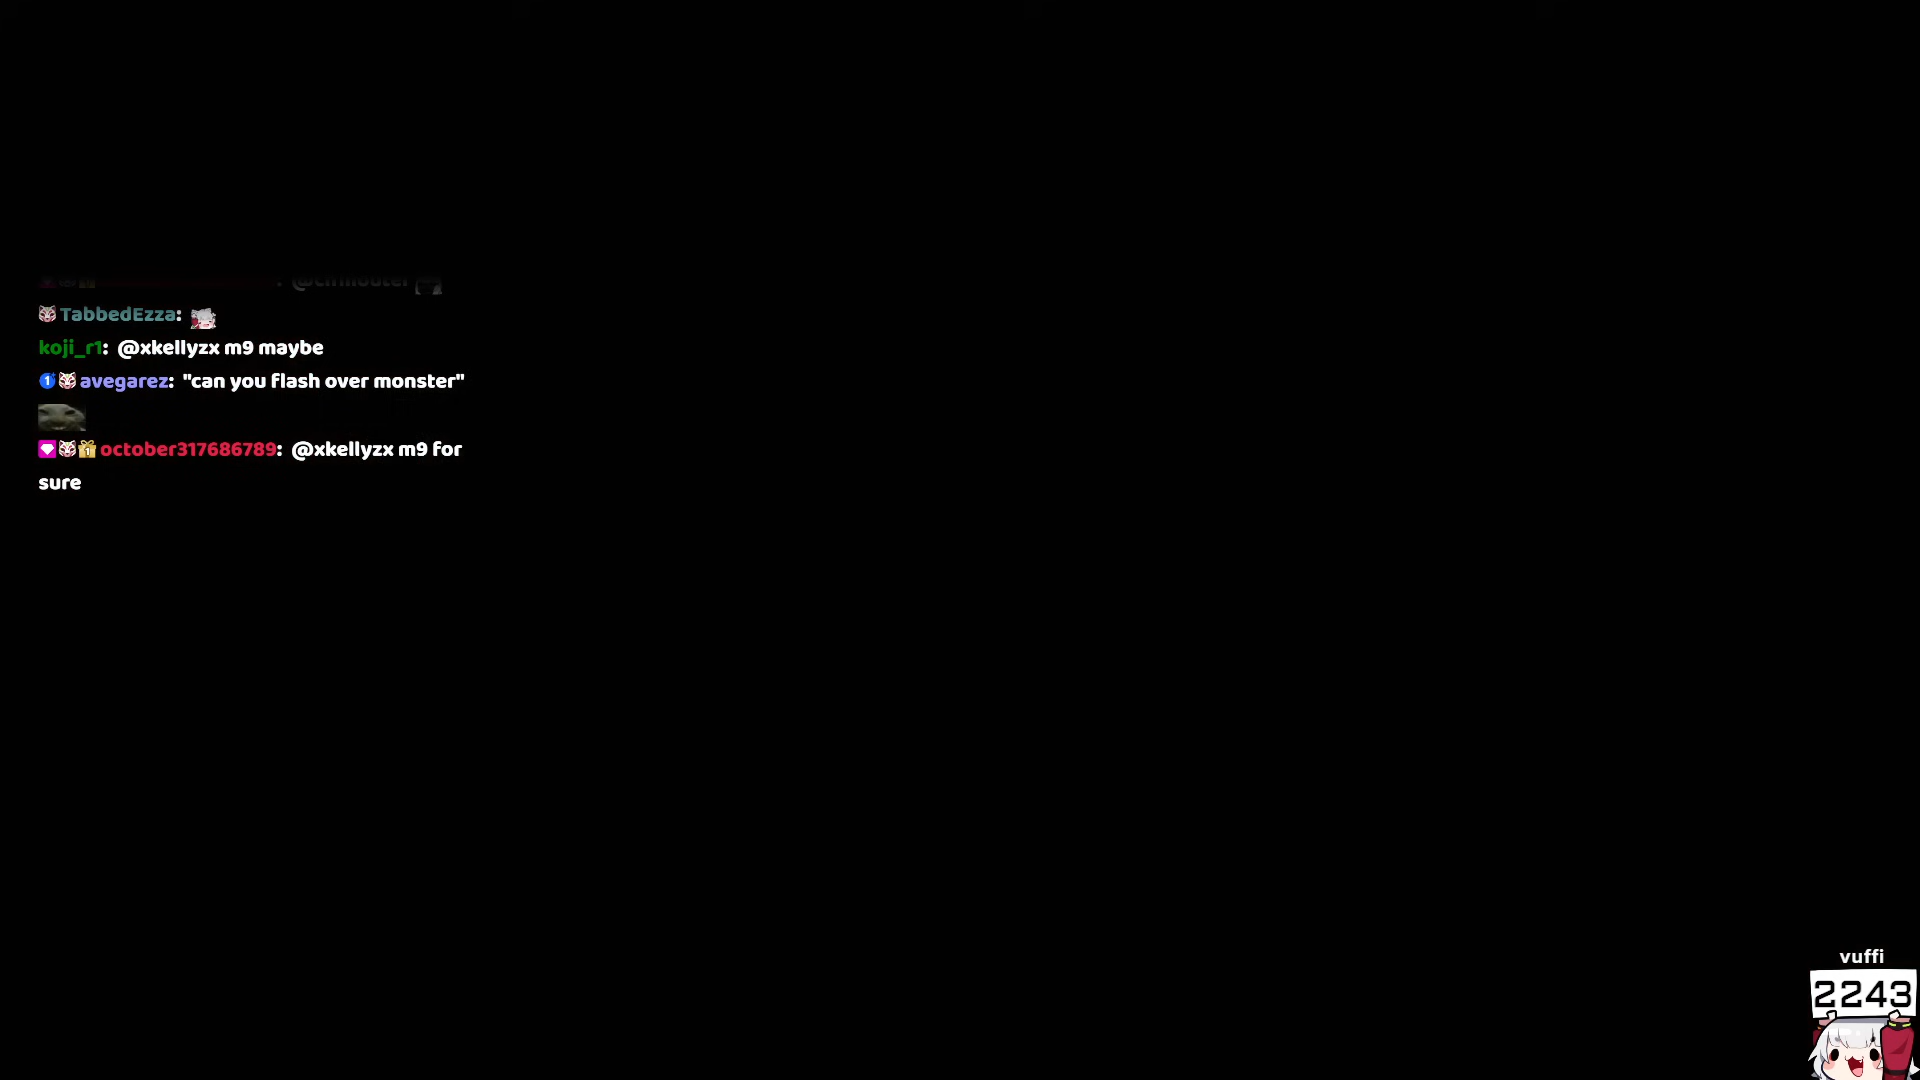 TabbedEzza:
koji_r1: @xkellyzx m9 maybe
avegarez: "can you flash over monster"
october317686789: @xkellyzx m9 for
sure
vuffi
2243